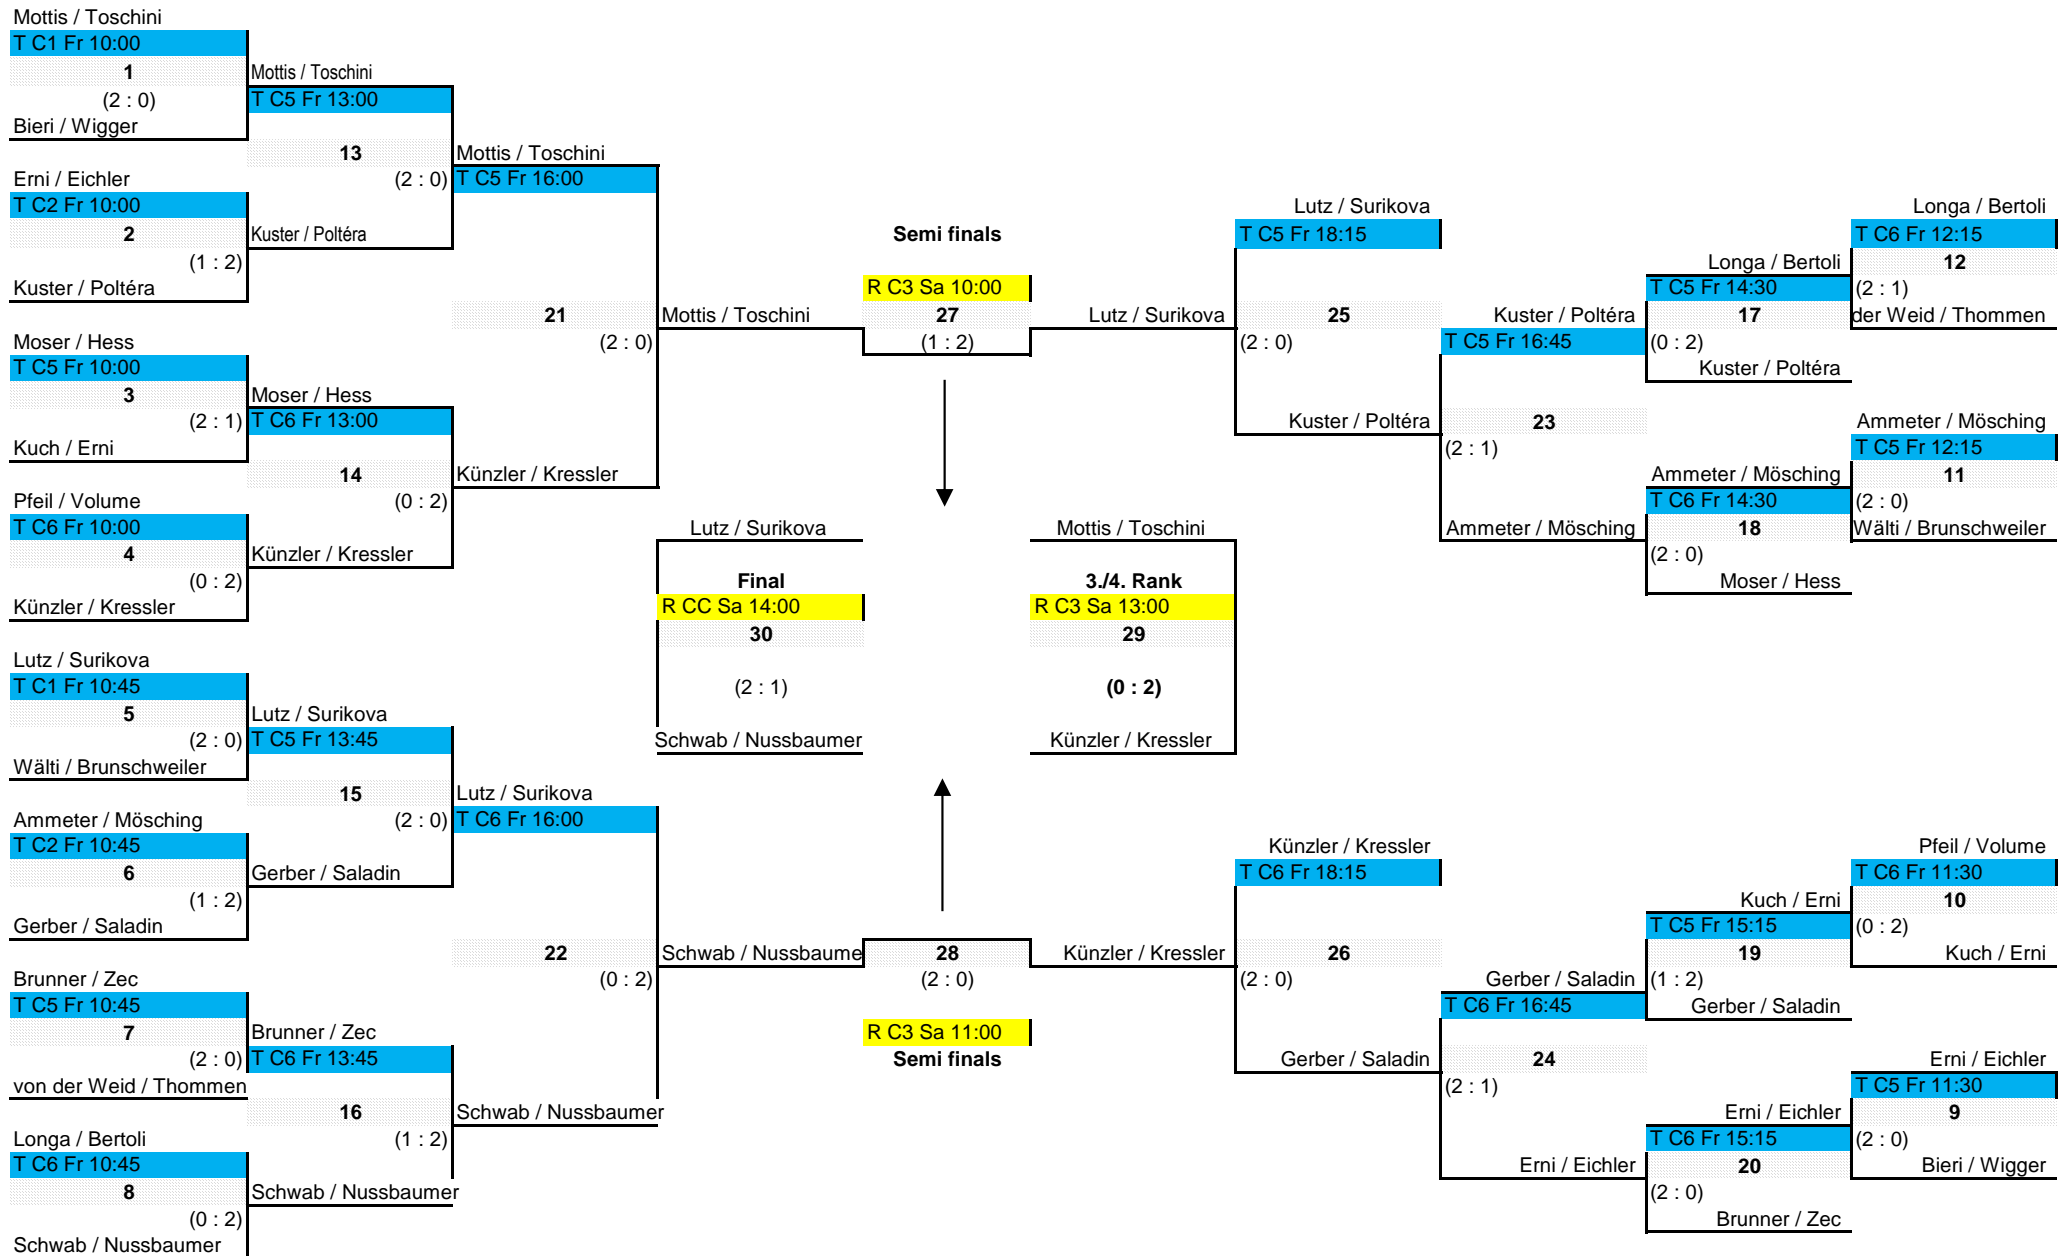 Mottis / Toschini
T C1 Fr 10:00
1
(2 : 0)
Bieri / Wigger
Erni / Eichler
T C2 Fr 10:00
2
(1 : 2)
Kuster / Poltéra
Moser / Hess
T C5 Fr 10:00
3
(2 : 1)
Kuch / Erni
Pfeil / Volume
T C6 Fr 10:00
4
(0 : 2)
Künzler / Kressler
Lutz / Surikova
T C1 Fr 10:45
5
(2 : 0)
Wälti / Brunschweiler
Ammeter / Mösching
T C2 Fr 10:45
6
(1 : 2)
Gerber / Saladin
Brunner / Zec
T C5 Fr 10:45
7
(2 : 0)
von der Weid / Thommen
Longa / Bertoli
T C6 Fr 10:45
8
(0 : 2)
Schwab / Nussbaumer
Mottis / Toschini
T C5 Fr 13:00
13
(2 : 0)
Kuster / Poltéra
Moser / Hess
T C6 Fr 13:00
14
(0 : 2)
Künzler / Kressler
Lutz / Surikova
T C5 Fr 13:45
15
(2 : 0)
Gerber / Saladin
Brunner / Zec
T C6 Fr 13:45
16
(1 : 2)
Schwab / Nussbaumer
Mottis / Toschini
T C5 Fr 16:00
21
(2 : 0)
Künzler / Kressler
Lutz / Surikova
T C6 Fr 16:00
22
(0 : 2)
Schwab / Nussbaumer
Mottis / Toschini
Semi finals
R C3 Sa 10:00
27
(1 : 2)
Lutz / Surikova
Lutz / Surikova
Final
R CC Sa 14:00
30
(2 : 1)
Schwab / Nussbaumer
Mottis / Toschini
3./4. Rank
R C3 Sa 13:00
29
(0 : 2)
Künzler / Kressler
Schwab / Nussbaume
28
(2 : 0)
R C3 Sa 11:00
Semi finals
Künzler / Kressler
Lutz / Surikova
T C5 Fr 18:15
25
(2 : 0)
Kuster / Poltéra
Künzler / Kressler
T C6 Fr 18:15
26
(2 : 0)
Gerber / Saladin
Kuster / Poltéra
T C5 Fr 16:45
23
(2 : 1)
Ammeter / Mösching
Gerber / Saladin
T C6 Fr 16:45
24
(2 : 1)
Erni / Eichler
Longa / Bertoli
T C5 Fr 14:30
17
(0 : 2)
Kuster / Poltéra
Ammeter / Mösching
T C6 Fr 14:30
18
(2 : 0)
Moser / Hess
Kuch / Erni
T C5 Fr 15:15
19
(1 : 2)
Gerber / Saladin
Erni / Eichler
T C6 Fr 15:15
20
(2 : 0)
Brunner / Zec
Longa / Bertoli
T C6 Fr 12:15
12
(2 : 1)
der Weid / Thommen
Ammeter / Mösching
T C5 Fr 12:15
11
(2 : 0)
Wälti / Brunschweiler
Pfeil / Volume
T C6 Fr 11:30
10
(0 : 2)
Kuch / Erni
Erni / Eichler
T C5 Fr 11:30
9
(2 : 0)
Bieri / Wigger